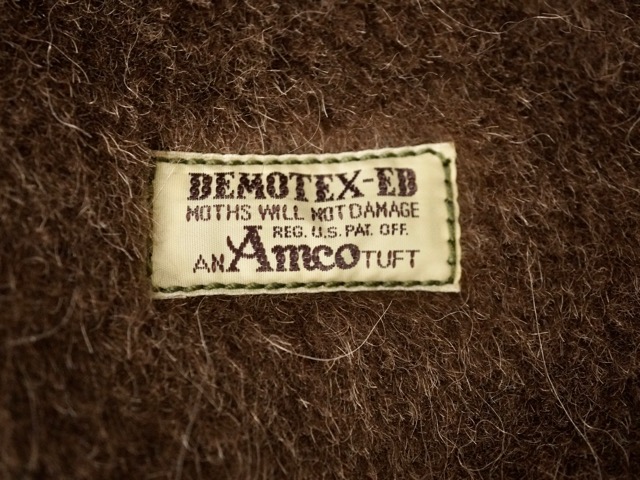 DEMOTEX-ED
MOTHS WILL NOT DAMAGE
REG. U.S. PAT. OFF.
AN Amco TUFT